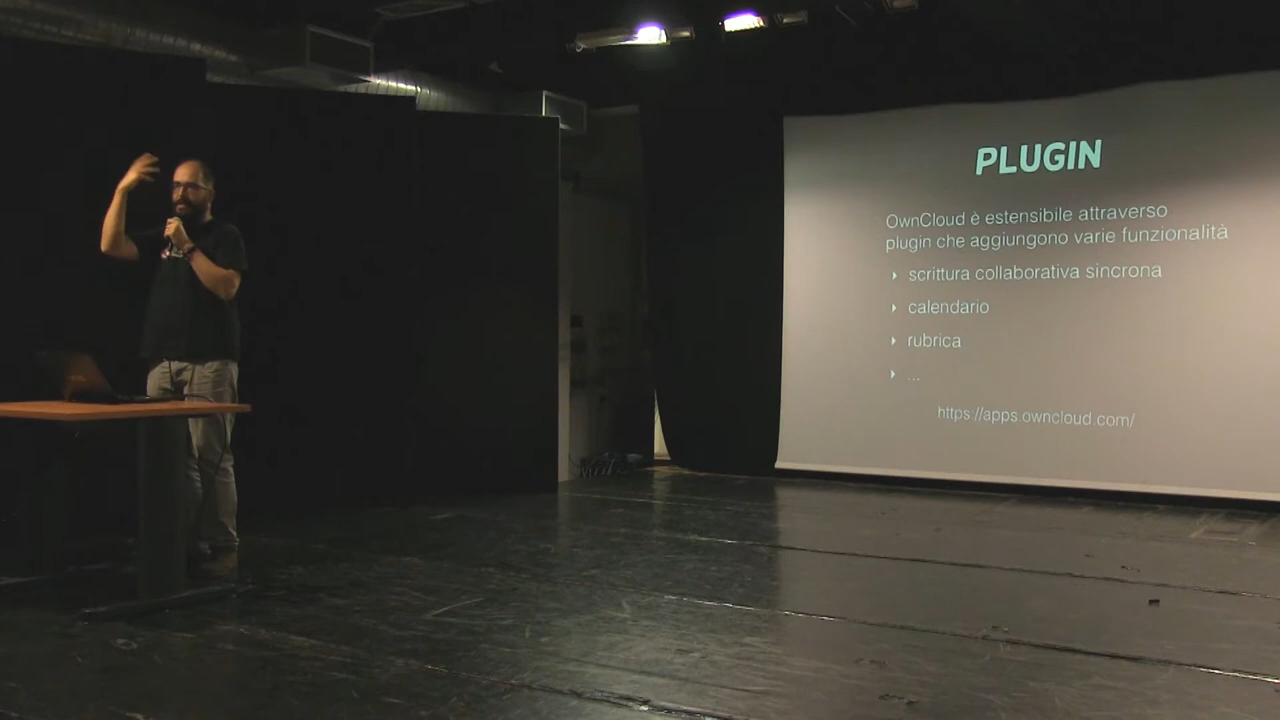 PLUGIN
OwnCloud è estensibile attraverso
plugin che aggiungono varie funzionalità
scrittura collaborativa sincrona
calendario
rubrica
...
https://apps.owncloud.com/